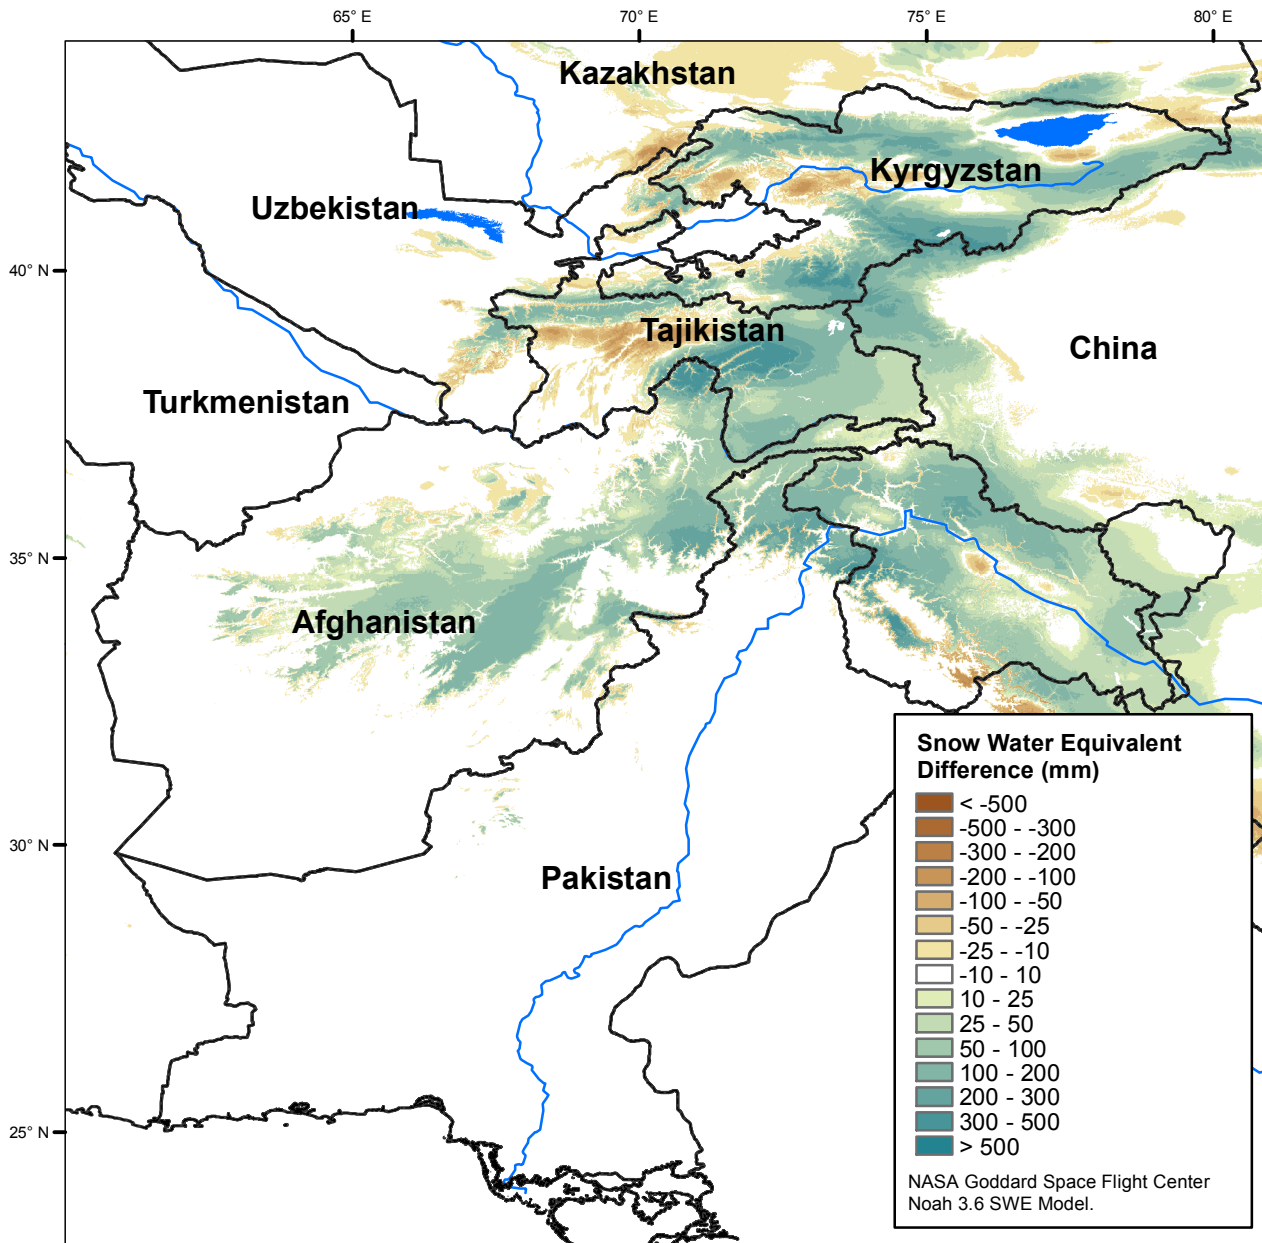 65° E
70° E
75° E
80° E
Kazakhstan
Kyrgyzstan
Uzbekistan
40° N
Tajikistan
China
Turkmenistan
35° N
Afghanistan
30° N
Pakistan
25° N
Snow Water Equivalent
Difference (mm)
< -500
-500 - -300
-300 - -200
-200 - -100
-100 - -50
-50 - -25
-25 - -10
-10 - 10
10 - 25
25 - 50
50 - 100
100 - 200
200 - 300
300 - 500
> 500
NASA Goddard Space Flight Center
Noah 3.6 SWE Model.